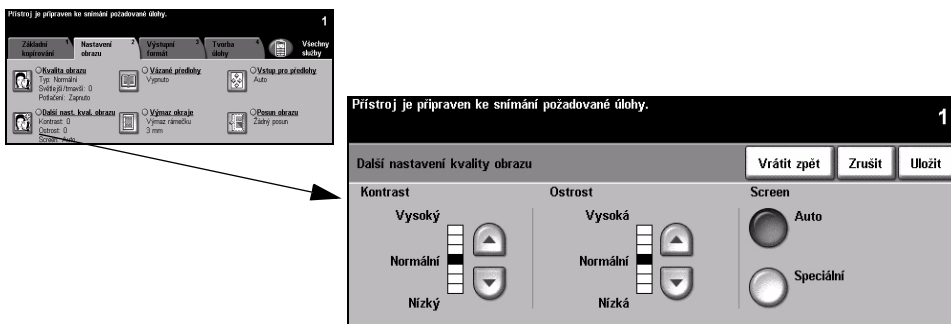 Přístroj je připraven ke snímání požadované úlohy.
1
Základní kopírování 1
Nastavení obrazu 2
Výstupní formát 3
Tvorba úlohy 4
Všechny služby
Kvalita obrazu
Typ: Normální
Světlejší/tmavší: 0
Potlačení: Zapnuto
Vázané předlohy
Vypnuto
Vstup pro předlohy
Auto
Další nast. kval. obrazu
Kontrast: 0
Ostrost: 0
Screen: Auto
Výmaz okraje
Výmaz rámečku
3 mm
Posun obrazu
Žádný posun
Přístroj je připraven ke snímání požadované úlohy.
1
Další nastavení kvality obrazu
Vrátit zpět
Zrušit
Uložit
Kontrast
Vysoký
Normální
Nízký
Ostrost
Vysoká
Normální
Nízká
Screen
Auto
Speciální